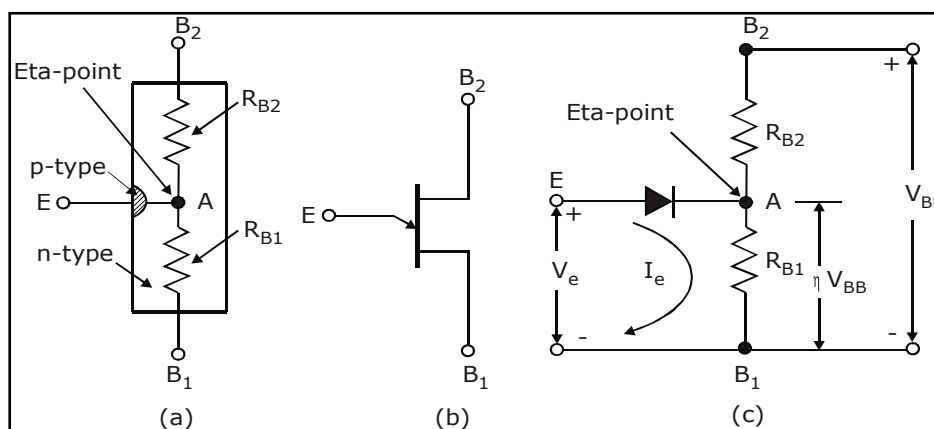 B2
Eta-point
RB2
p-type
E
A
RB1
n-type
B1
(a)
B2
E
B1
(b)
B2
+
Eta-point
RB2
E
+
A
VB
Ve
Ie
RB1
η VBB
-
-
B1
(c)